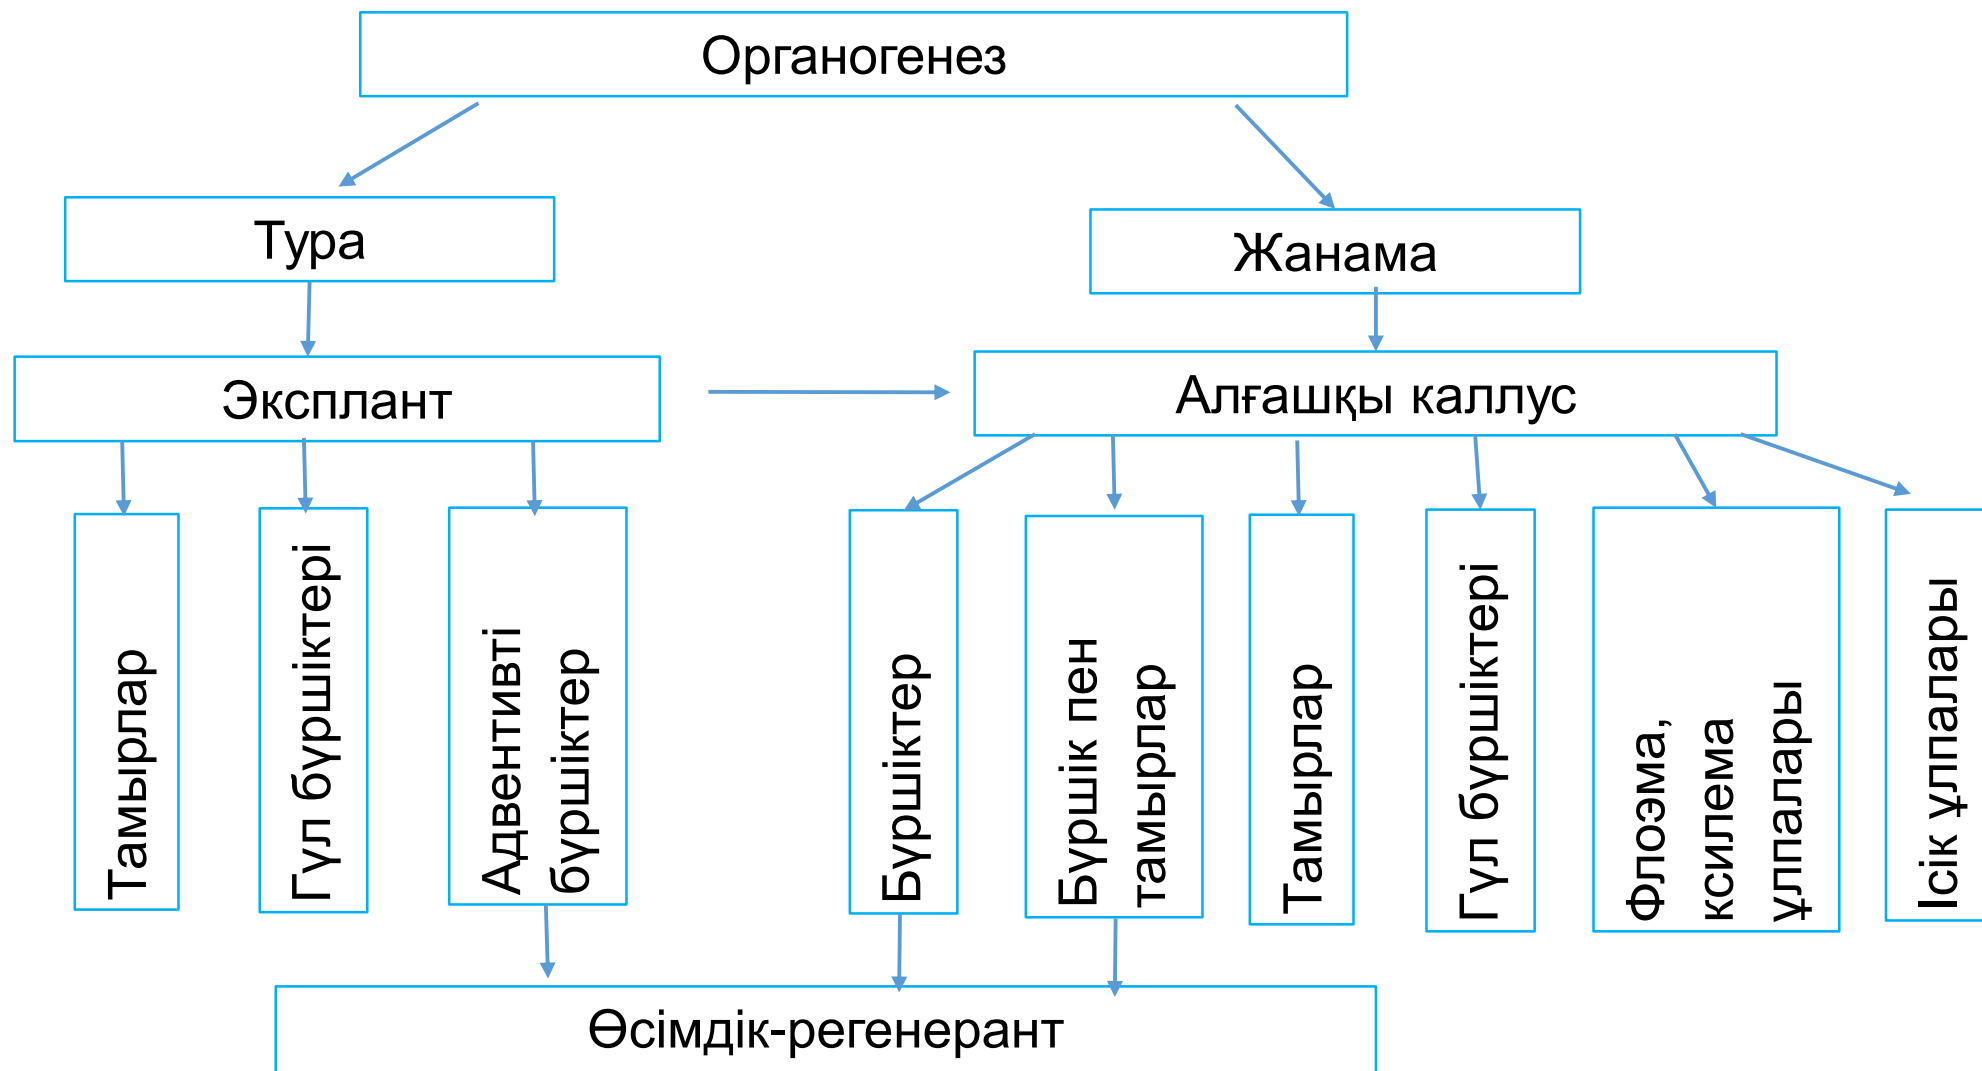 Органогенез
Тура
Жанама
Эксплант
Алғашқы каллус
Тамырлар
Гүл бүршіктері
Адвентивті
бүршіктер
Бүршіктер
Бүршік пен
тамырлар
Тамырлар
Гүл бүршіктері
Флоэма,
ксилема
ұлпалары
Ісік ұлпалары
Өсімдік-регенерант